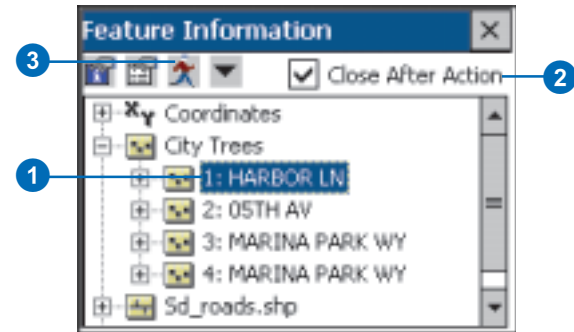 Feature Information
3
Close After Action
2
XY Coordinates
City Trees
1
1: HARBOR LN
2: 05TH AV
3: MARINA PARK WY
4: MARINA PARK WY
Sd_roads.shp